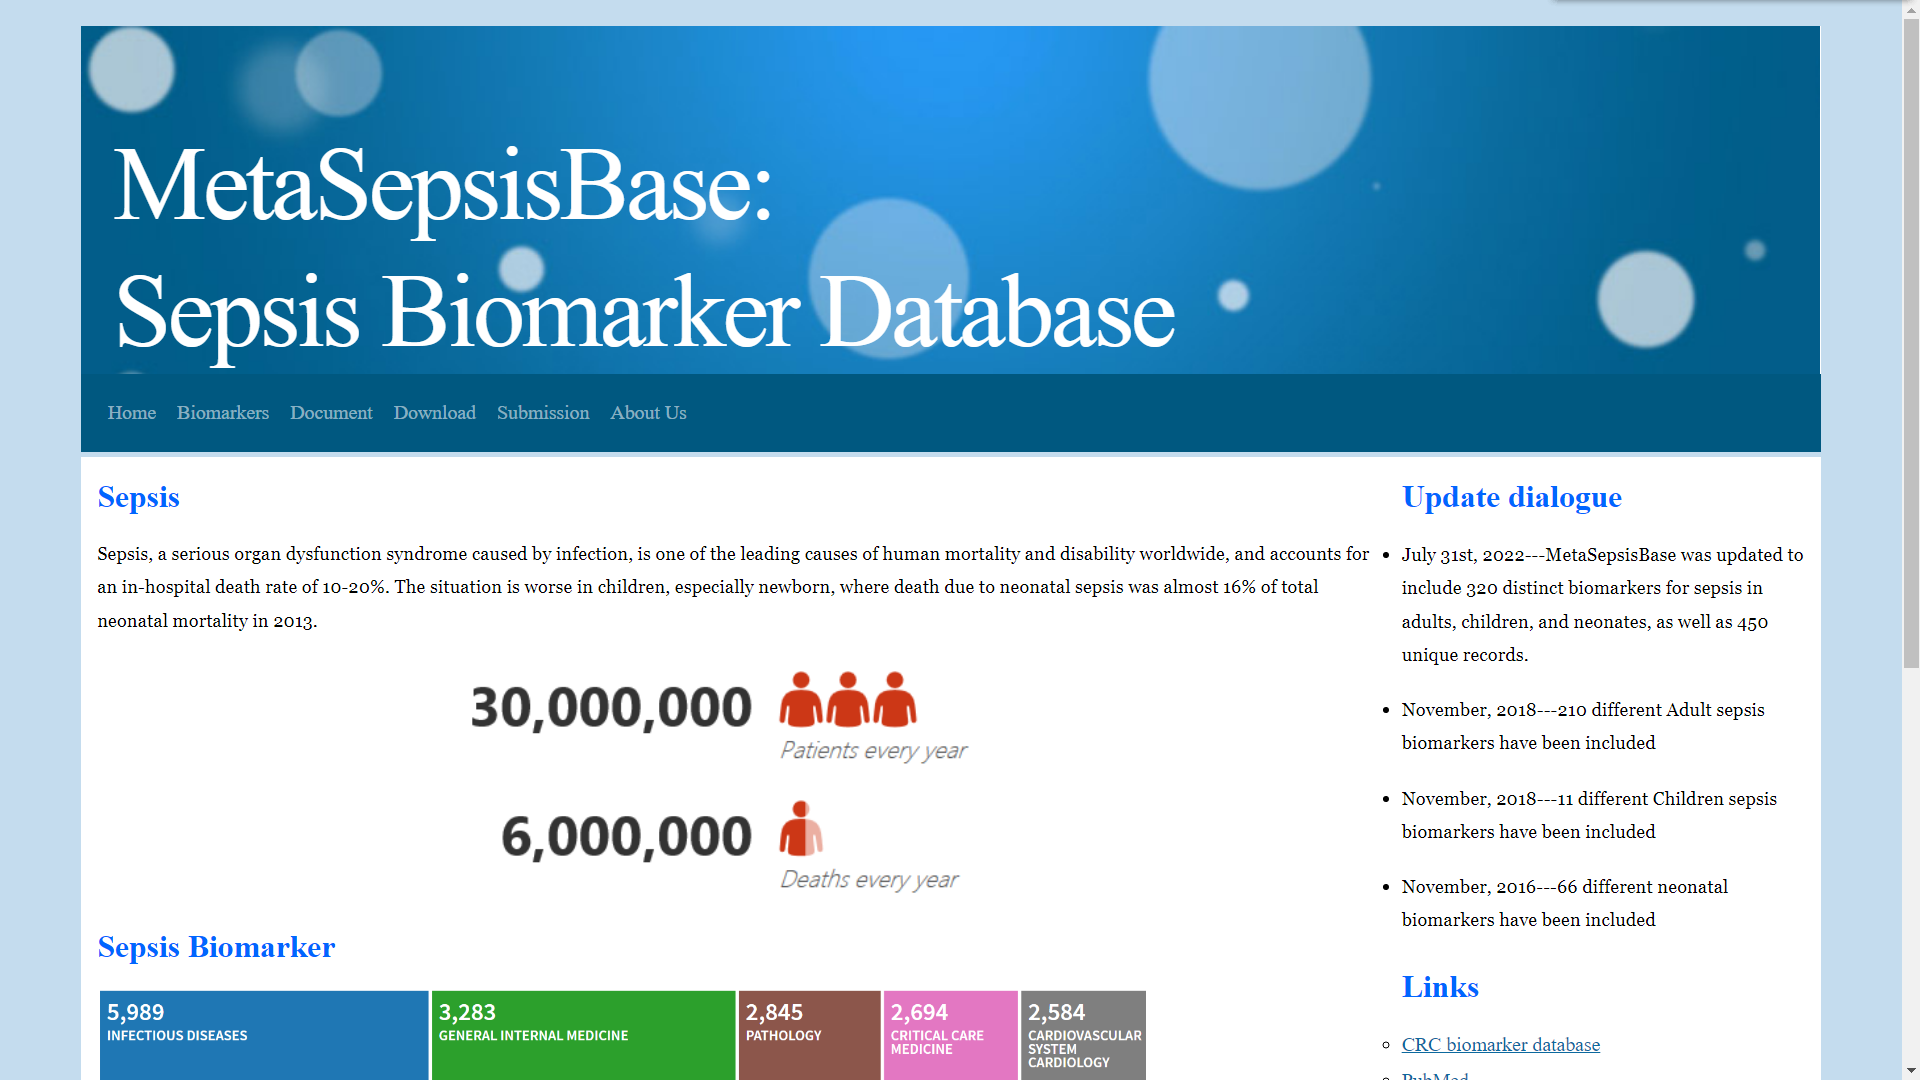 MetaSepsisBase:
Sepsis Biomarker Database
Home Biomarkers Document Download Submission About Us
Sepsis
Sepsis, a serious organ dysfunction syndrome caused by infection, is one of the leading causes of human mortality and disability worldwide, and accounts for
an in-hospital death rate of 10-20%. The situation is worse in children, especially newborn, where death due to neonatal sepsis was almost 16% of total
neonatal mortality in 2013.
30,000,000
Patients every year
6,000,000
Deaths every year
Sepsis Biomarker
5,989
INFECTIOUS DISEASES
3,283
GENERAL INTERNAL MEDICINE
2,845
PATHOLOGY
2,694
CRITICAL CARE
MEDICINE
2,584
CARDIOVASCULAR
SYSTEM
CARDIOLOGY
Update dialogue
July 31st, 2022---MetaSepsisBase was updated to
include 320 distinct biomarkers for sepsis in
adults, children, and neonates, as well as 450
unique records.
November, 2018---210 different Adult sepsis
biomarkers have been included
November, 2018---11 different Children sepsis
biomarkers have been included
November, 2016---66 different neonatal
biomarkers have been included
Links
CRC biomarker database
PubMed